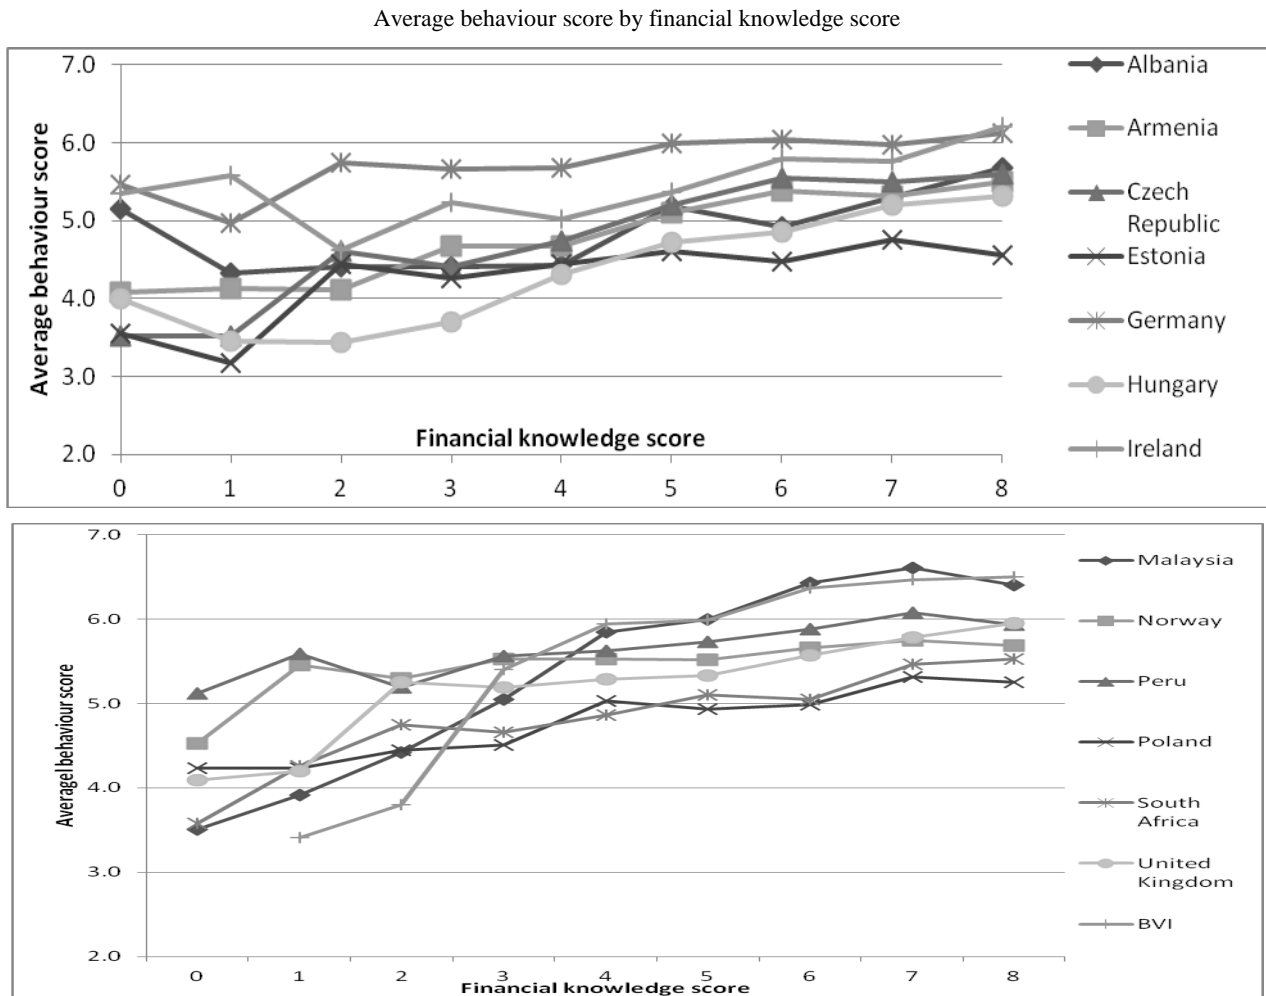 Average behaviour score by financial knowledge score
7.0
6.0
5.0
4.0
3.0
2.0
Average behaviour score
Financial knowledge score
0 1 2 3 4 5 6 7 8
Albania
Armenia
Czech
Republic
Estonia
Germany
Hungary
Ireland
7.0
6.0
5.0
4.0
3.0
2.0
Averagel behaviour score
0 1 2 3 4 5 6 7 8
Financial knowledge score
Malaysia
Norway
Peru
Poland
South
Africa
United
Kingdom
BVI